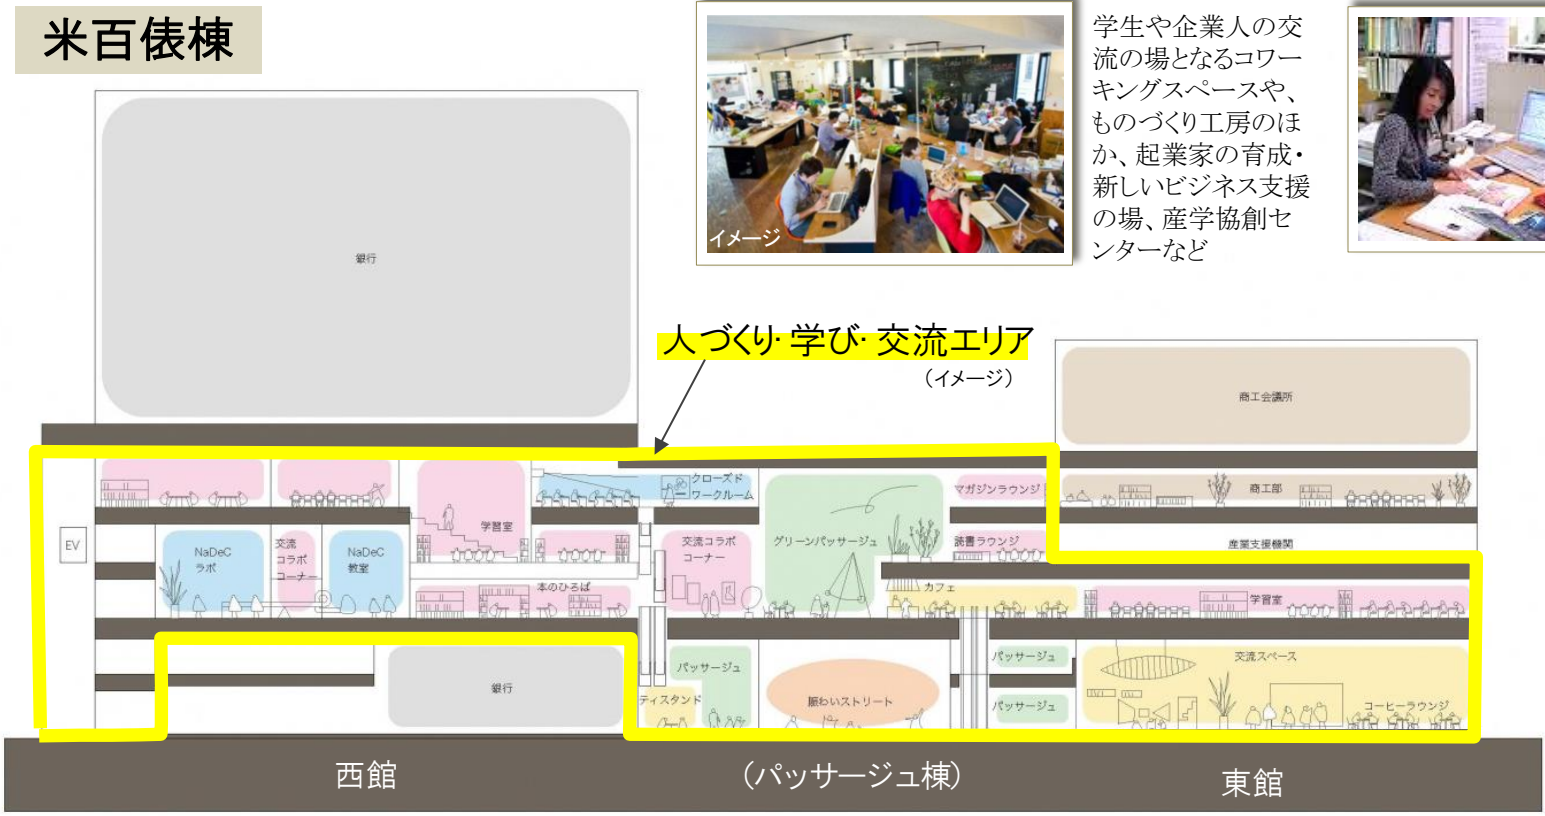 米百俵棟
学生や企業人の交
流の場となるコワー
キングスペースや、
ものづくり工房のほ
か、起業家の育成・
新しいビジネス支援
の場、産学協創セ
ンターなど
イメージ
銀行
人づくり・学び・交流エリア
（イメージ）
商工会議所
クローズド
ワークルーム
マガジンラウンジ
商工部
EV
NaDeC
ラボ
交流
コラボ
コーナー
NaDeC
教室
学習室
交流コラボ
コーナー
グリーンパッサージュ
読書ラウンジ
産業支援機関
本のひろば
カフェ
学習室
銀行
パッサージュ
ティスタンド
賑わいストリート
パッサージュ
パッサージュ
交流スペース
コーヒーラウンジ
西館
（パッサージュ棟）
東館